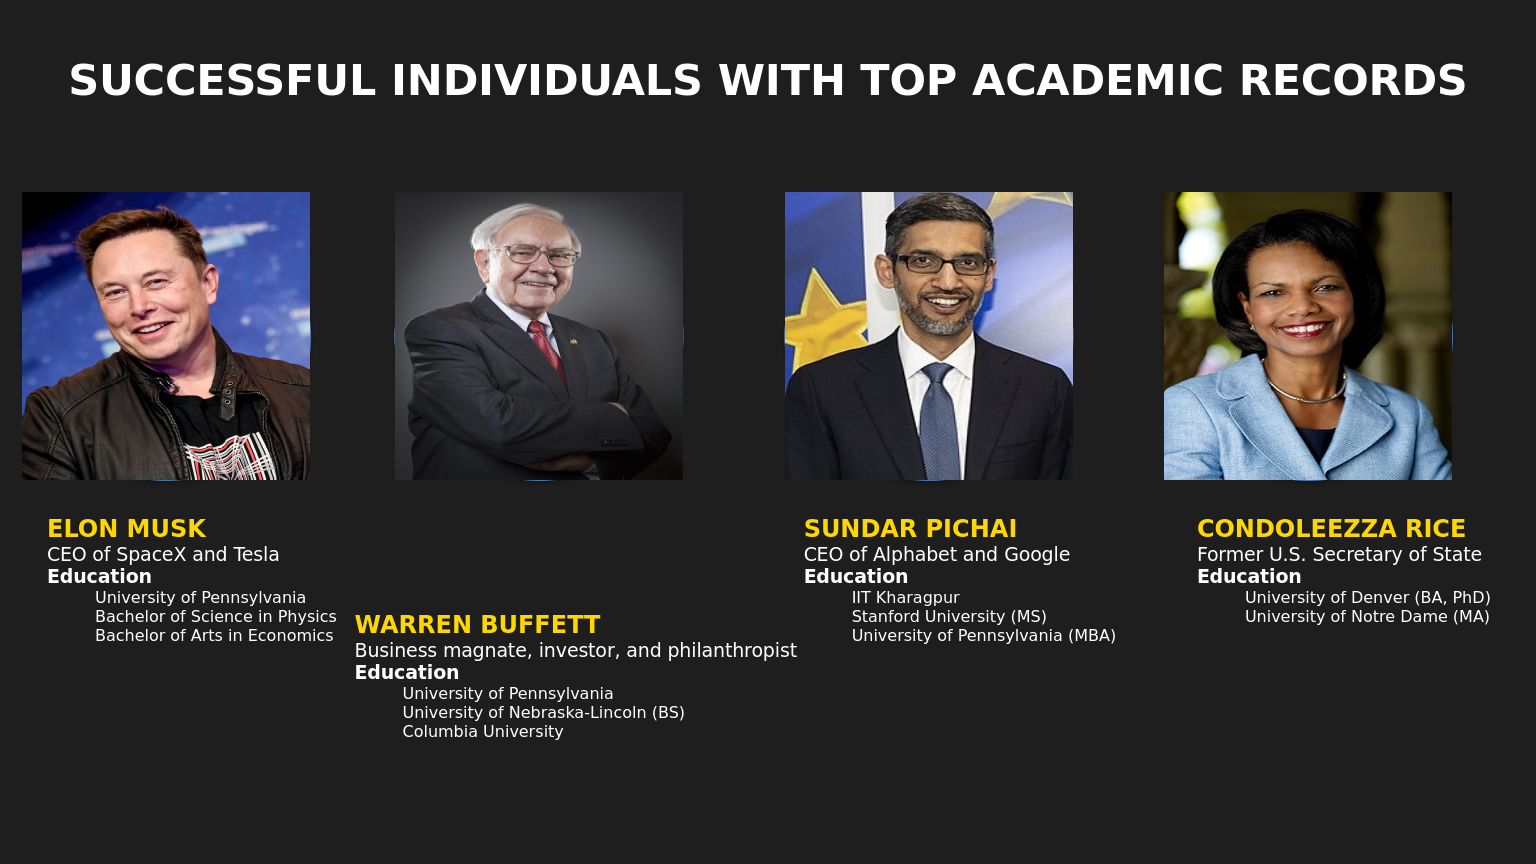 SUCCESSFUL INDIVIDUALS WITH TOP ACADEMIC RECORDS
ELON MUSK
CEO of SpaceX and Tesla
Education
University of Pennsylvania
Bachelor of Science in Physics
Bachelor of Arts in Economics
WARREN BUFFETT
Business magnate, investor, and philanthropist
Education
University of Pennsylvania
University of Nebraska-Lincoln (BS)
Columbia University
SUNDAR PICHAI
CEO of Alphabet and Google
Education
IIT Kharagpur
Stanford University (MS)
University of Pennsylvania (MBA)
CONDOLEEZZA RICE
Former U.S. Secretary of State
Education
University of Denver (BA, PhD)
University of Notre Dame (MA)